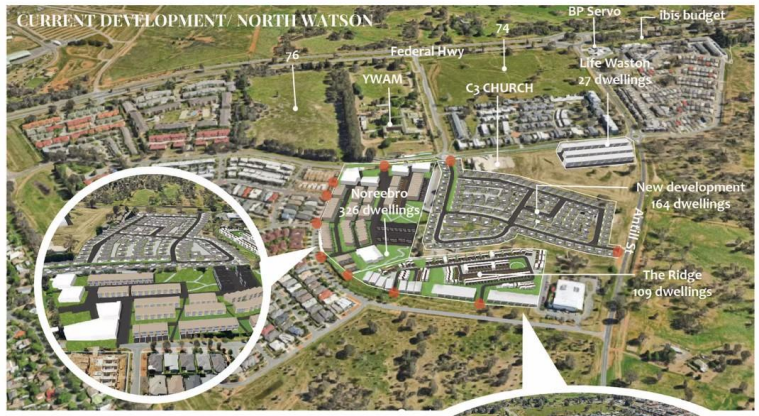 CURRENT DEVELOPMENT/ NORTH WATSON
BP Servo
ibis budget
76
Federal Hwy
74
Life Waston
27 dwellings
YWAM
C3 CHURCH
Noreebro
326 dwellings
New development
164 dwellings
Antill St
The Ridge
109 dwellings